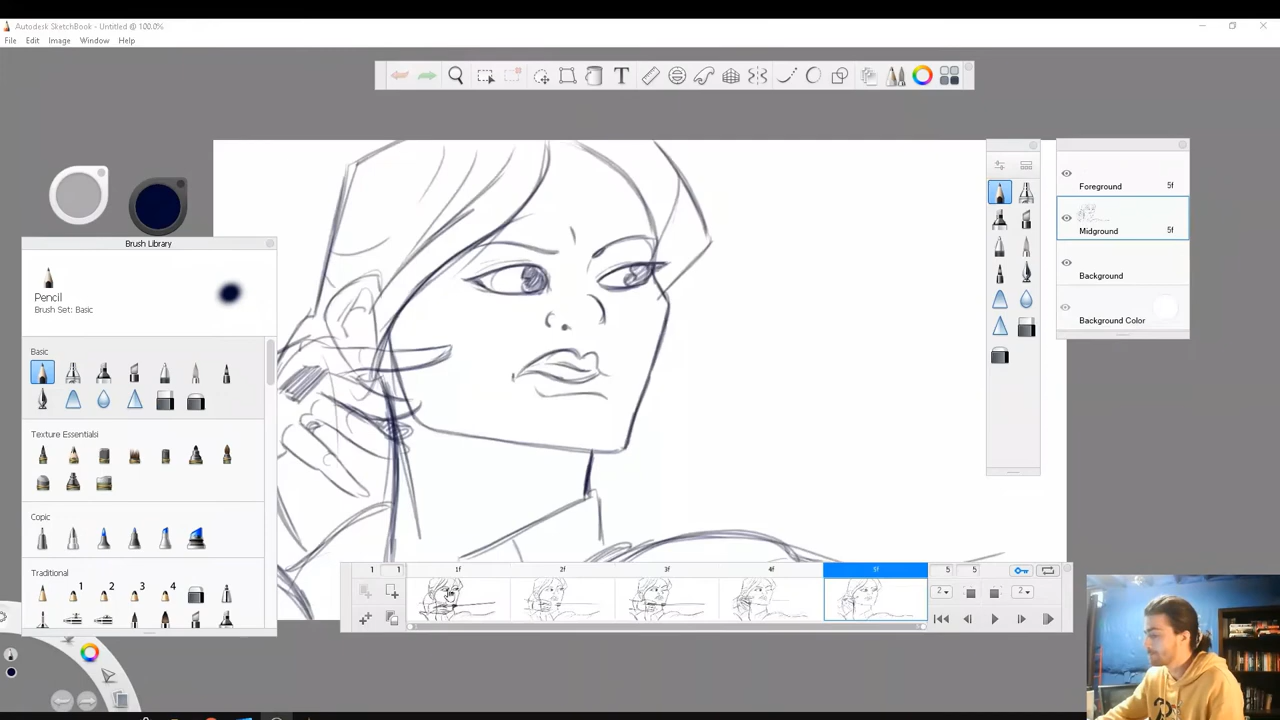 Autodesk SketchBook - Untitled @ 100.0%
File Edit Image Window Help
T
Brush Library
Pencil
Brush Set: Basic
Basic
Texture Essentials
Copic
Traditional
1 2 3 4
Foreground 5f
Midground 5f
Background
Background Color
1 1 1f 2f 3f 4f 5f 5 5
2 2